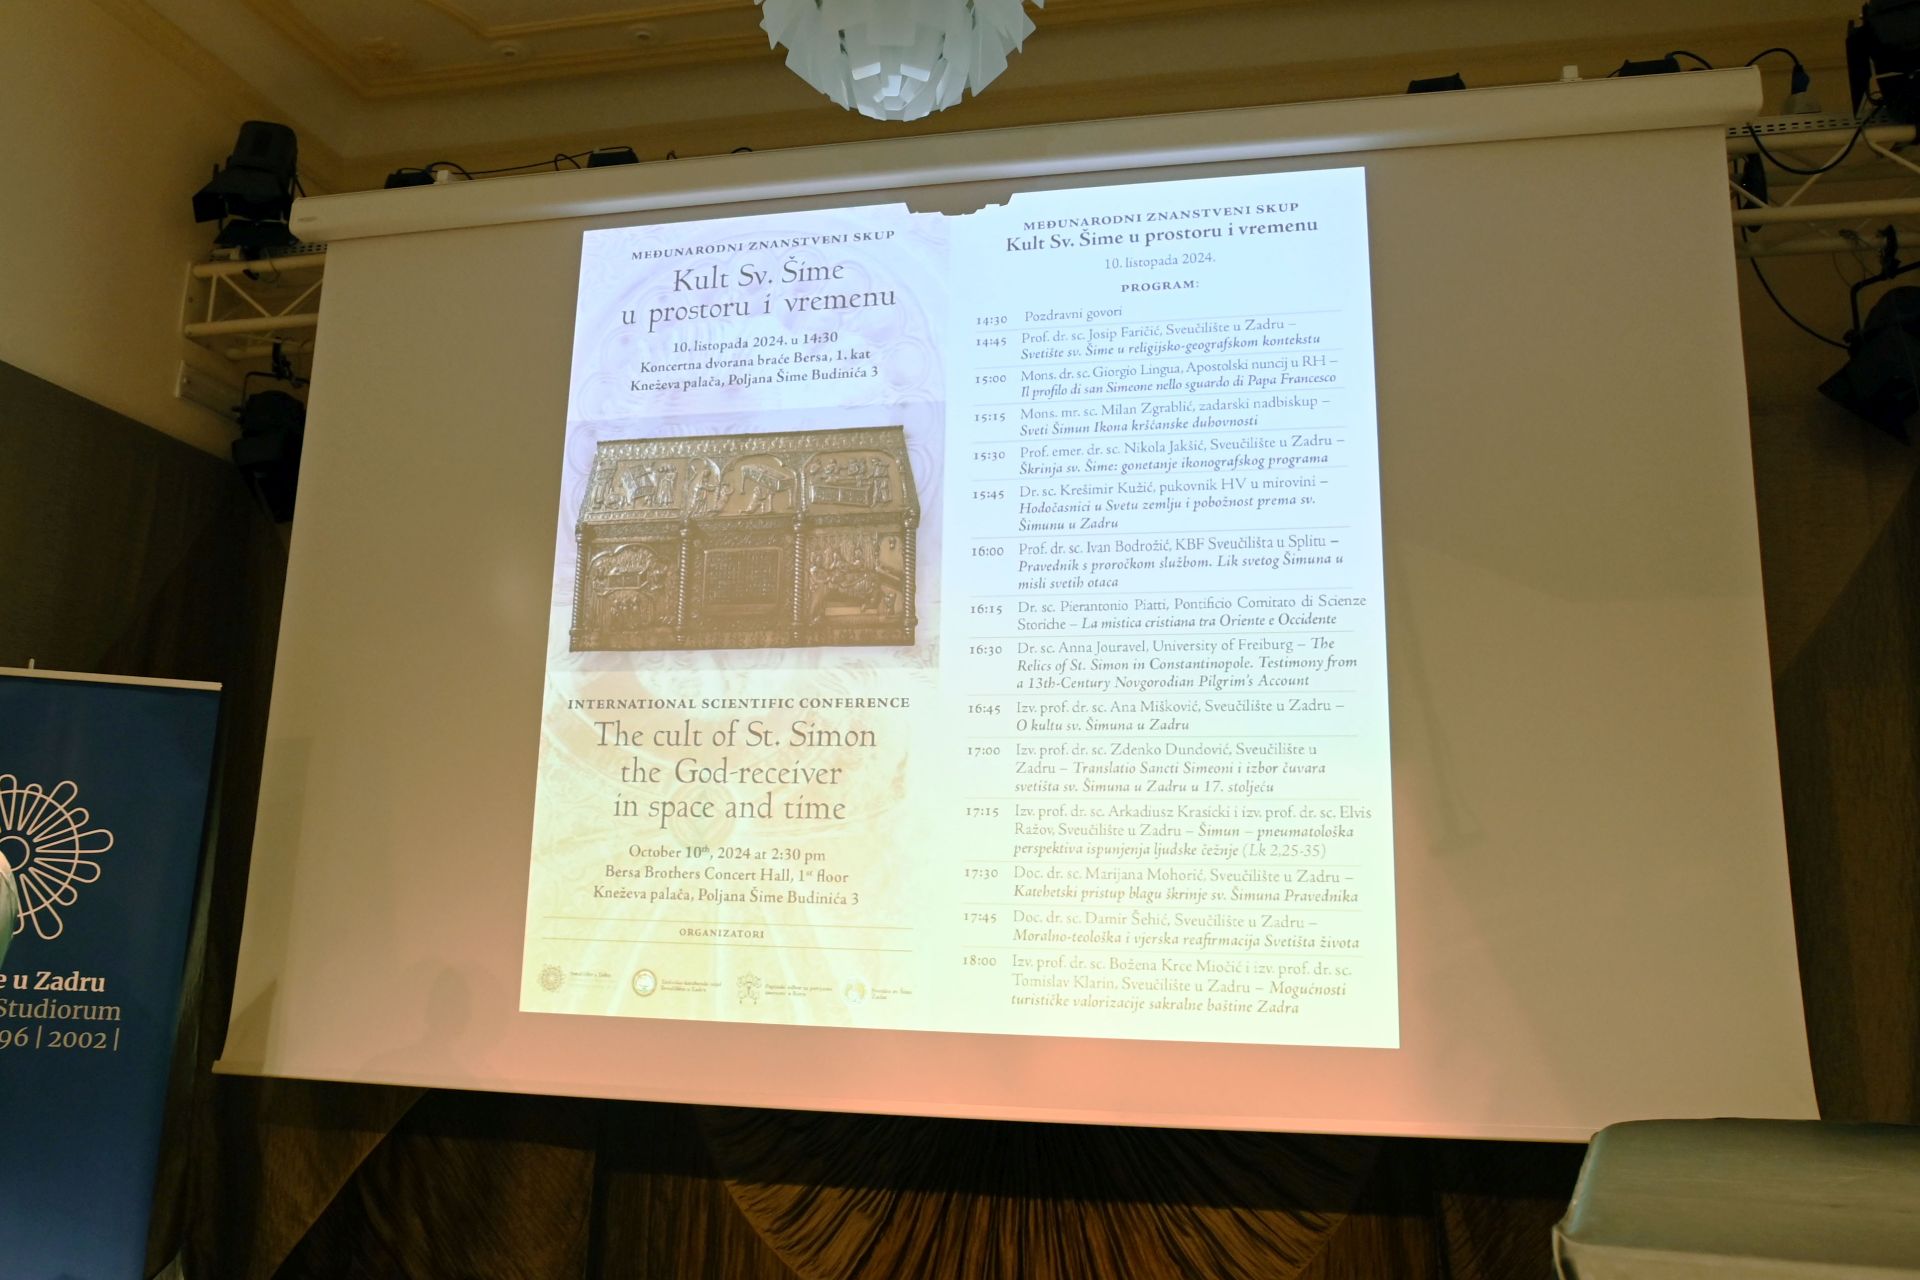 MEĐUNARODNI ZNANSTVENI SKUP
Kult Sv. Šime
u prostoru i vremenu
10. listopada 2024. u 14:30
Koncertna dvorana braće Bersa, 1. kat
Kneževa palača, Poljana Šime Budinića 3
INTERNATIONAL SCIENTIFIC CONFERENCE
The cult of St. Simon
the God-receiver
in space and time
October 10th, 2024 at 2:30 pm
Bersa Brothers Concert Hall, 1st floor
Kneževa palača, Poljana Šime Budinića 3
ORGANIZATORI
MEĐUNARODNI ZNANSTVENI SKUP
Kult Sv. Šime u prostoru i vremenu
10. listopada 2024.
PROGRAM:
14:30 Pozdravni govori
14:45 Prof. dr. sc. Josip Faričić, Sveučilište u Zadru –
Svetište sv. Šime u religijsko-geografskom kontekstu
15:00 Mons. dr. sc. Giorgio Lingua, Apostolski nuncij u RH –
Il profilo di san Simeone nello sguardo di Papa Francesco
15:15 Mons. mr. sc. Milan Zgrablić, zadarski nadbiskup –
Sveti Šimun Ikona kršćanske duhovnosti
15:30 Prof. emer. dr. sc. Nikola Jakšić, Sveučilište u Zadru –
Škrinja sv. Šime: gonetanje ikonografskog programa
15:45 Dr. sc. Krešimir Kužić, pukovnik HV u mirovini –
Hodočasnici u Svetu zemlju i pobožnost prema sv.
Šimunu u Zadru
16:00 Prof. dr. sc. Ivan Bodrožić, KBF Sveučilišta u Splitu –
Pravednik s proročkom službom. Lik svetog Šimuna u
misli svetih otaca
16:15 Dr. sc. Pierantonio Piatti, Pontificio Comitato di Scienze
Storiche – La mistica cristiana tra Oriente e Occidente
16:30 Dr. sc. Anna Jouravel, University of Freiburg – The
Relics of St. Simon in Constantinopole. Testimony from
a 13th-Century Novgorodian Pilgrim's Account
16:45 Izv. prof. dr. sc. Ana Mišković, Sveučilište u Zadru –
O kultu sv. Šimuna u Zadru
17:00 Izv. prof. dr. sc. Zdenko Dundović, Sveučilište u
Zadru – Translatio Sancti Simeoni i izbor čuvara
svetišta sv. Šimuna u Zadru u 17. stoljeću
17:15 Izv. prof. dr. sc. Arkadiusz Krasicki i izv. prof. dr. sc. Elvis
Ražov, Sveučilište u Zadru – Šimun – pneumatološka
perspektiva ispunjenja ljudske čežnje (Lk 2,25-35)
17:30 Doc. dr. sc. Marijana Mohorić, Sveučilište u Zadru –
Katehetski pristup blagu škrinje sv. Šimuna Pravednika
17:45 Doc. dr. sc. Damir Šehić, Sveučilište u Zadru –
Moralno-teološka i vjerska reafirmacija Svetišta života
18:00 Izv. prof. dr. sc. Božena Krce Miočić i izv. prof. dr. sc.
Tomislav Klarin, Sveučilište u Zadru – Mogućnosti
turističke valorizacije sakralne baštine Zadra
e u Zadru
Studiorum
96 | 2002 |